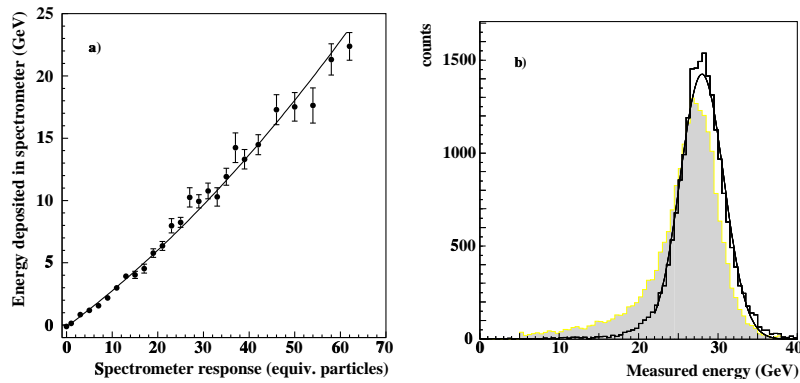 Energy deposited in spectrometer (GeV)
25
20
15
10
5
0
a)
0 10 20 30 40 50 60 70
Spectrometer response (equiv. particles)
counts
1500
1000
500
0
b)
0 10 20 30 40
Measured energy (GeV)